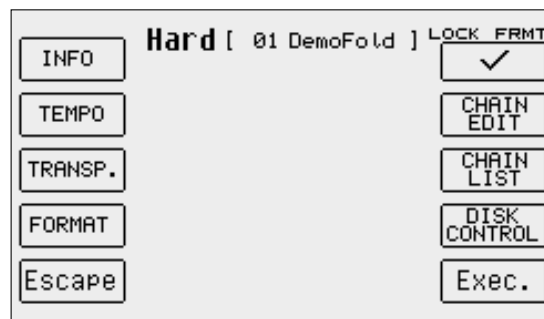 Hard [ 01 DemoFold ] LOCK FRMT
INFO
TEMPO
CHAIN
EDIT
TRANSP.
CHAIN
LIST
FORMAT
DISK
CONTROL
Escape
Exec.